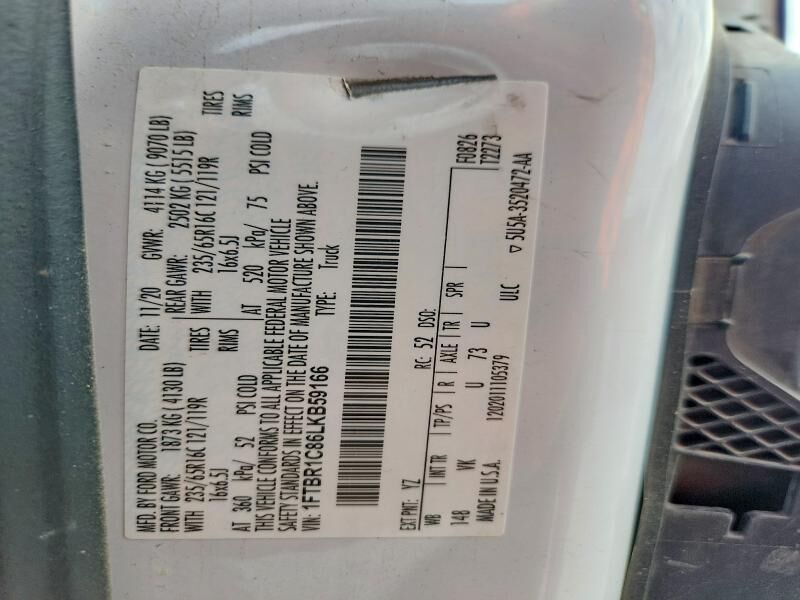 MFD. BY FORD MOTOR CO. DATE: 11/20 GVWR: 4114 KG ( 9070 LB)
FRONT GAWR: 1873 KG (4130 LB) REAR GAWR: 2502 KG (5515 LB)
WITH 235/65R16C 121/119R TIRES WITH 235/65R16C 121/119R TIRES
16x6.5J RIMS 16x6.5J RIMS
AT 360 kPa/ 52 PSI COLD AT 520 kPa/ 75 PSI COLD
THIS VEHICLE CONFORMS TO ALL APPLICABLE FEDERAL MOTOR VEHICLE
SAFETY STANDARDS IN EFFECT ON THE DATE OF MANUFACTURE SHOWN ABOVE.
VIN: 1FTBR1C86LKB59166 TYPE: Truck
EXT PNT: YZ RC: 52 DSO: F0826
T2273
WB INT TR TP/PS R AXLE TR SPR
148 VK U 73 U
MADE IN U.S.A. 1202011105379 ULC ▽ 5U5A-3520472-AA